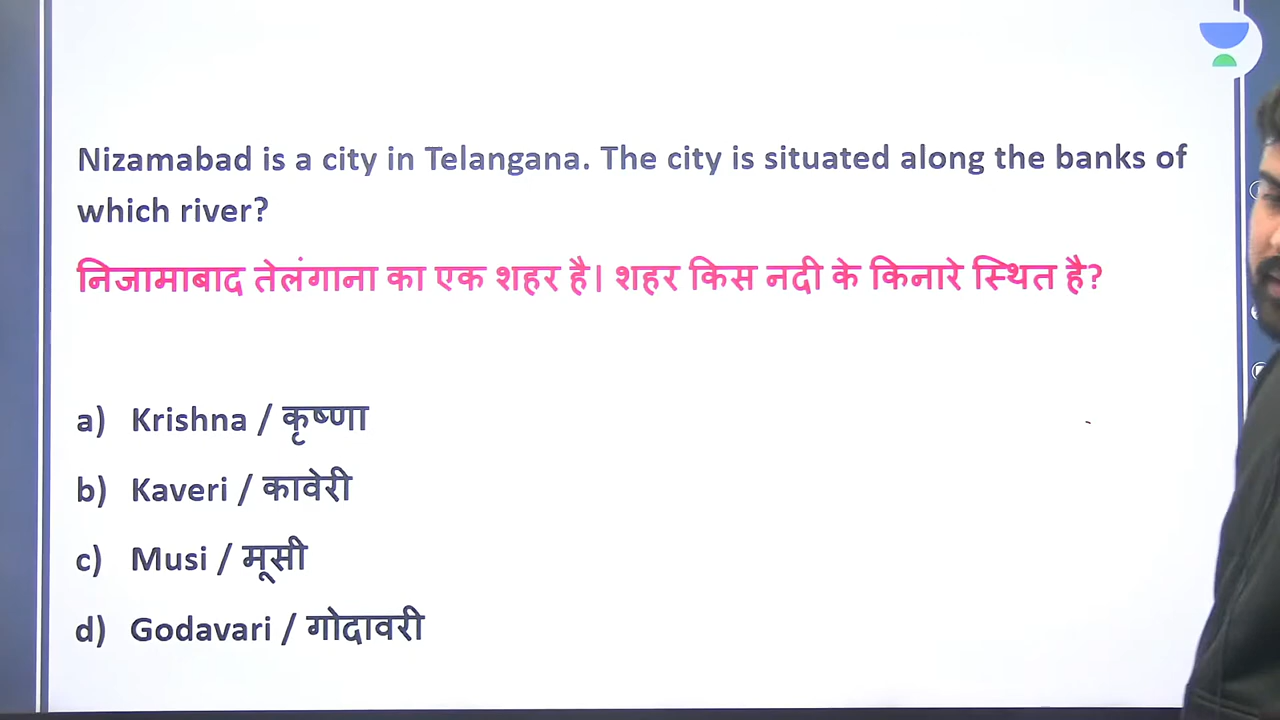 Nizamabad is a city in Telangana. The city is situated along the banks of
which river?
निजामाबाद तेलंगाना का एक शहर है। शहर किस नदी के किनारे स्थित है?
a) Krishna / कृष्णा
b) Kaveri / कावेरी
c) Musi / मूसी
d) Godavari / गोदावरी